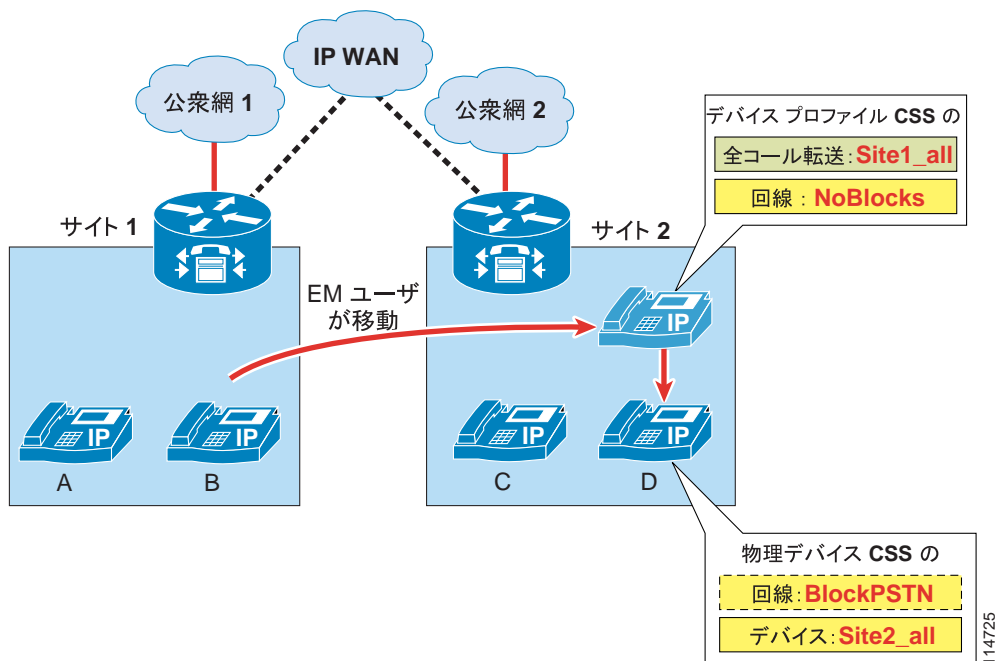 IP WAN
公衆網 1
公衆網 2
デバイス プロファイル CSS の
全コール転送：Site1_all
回線：NoBlocks
サイト 1
サイト 2
EM ユーザ
が移動
IP
IP
IP
IP
IP
A
B
C
D
物理デバイス CSS の
回線：BlockPSTN
デバイス：Site2_all
114725